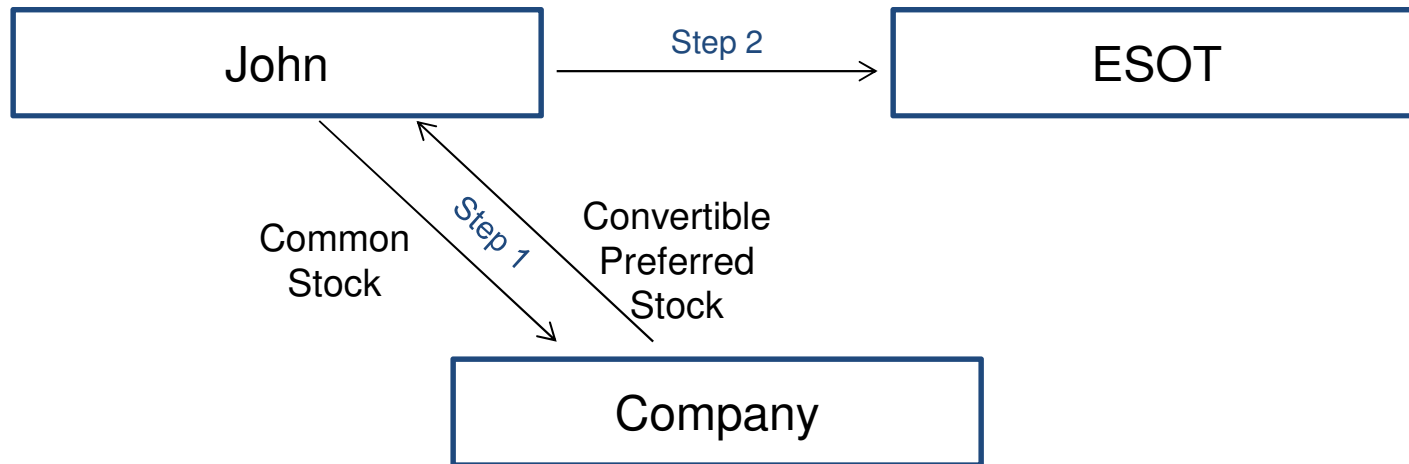 John
Step 2
ESOT
Common
Stock
Step 1
Convertible
Preferred
Stock
Company